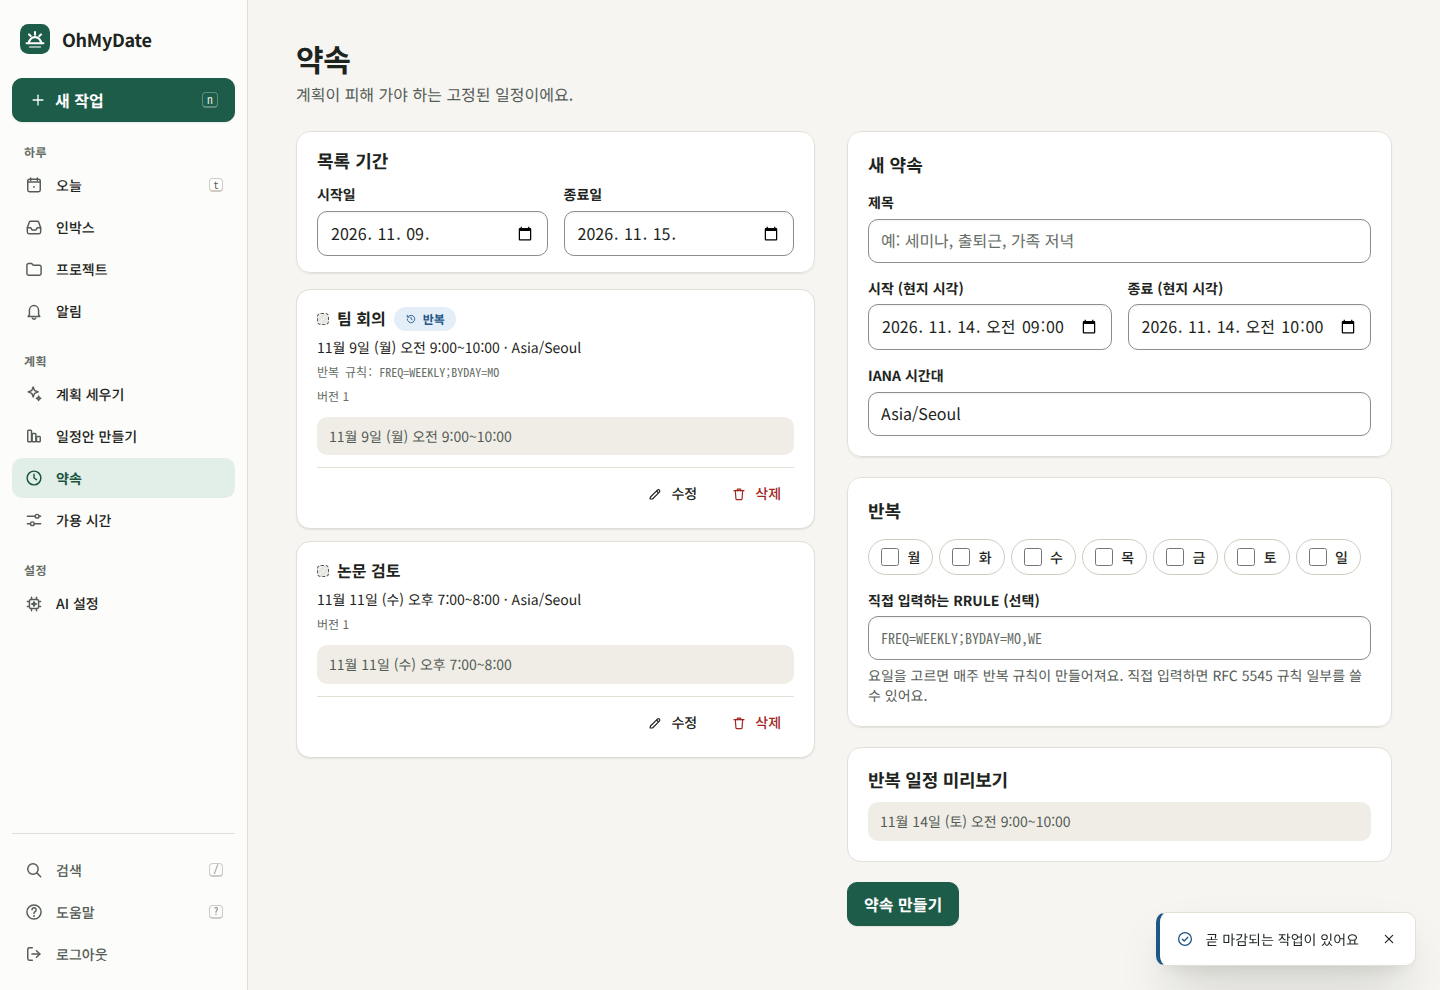 OhMyDate
새 작업
n
하루
오늘
t
인박스
프로젝트
알림
계획
계획 세우기
일정안 만들기
약속
가용 시간
설정
AI 설정
검색
/
도움말
?
로그아웃
약속
계획이 피해 가야 하는 고정된 일정이에요.
목록 기간
시작일
종료일
2026. 11. 09.
2026. 11. 15.
팀 회의
반복
11월 9일 (월) 오전 9:00~10:00 · Asia/Seoul
반복 규칙: FREQ=WEEKLY;BYDAY=MO
버전 1
11월 9일 (월) 오전 9:00~10:00
수정
삭제
논문 검토
11월 11일 (수) 오후 7:00~8:00 · Asia/Seoul
버전 1
11월 11일 (수) 오후 7:00~8:00
수정
삭제
새 약속
제목
예: 세미나, 출퇴근, 가족 저녁
시작 (현지 시각)
종료 (현지 시각)
2026. 11. 14. 오전 09:00
2026. 11. 14. 오전 10:00
IANA 시간대
Asia/Seoul
반복
월
화
수
목
금
토
일
직접 입력하는 RRULE (선택)
FREQ=WEEKLY;BYDAY=MO,WE
요일을 고르면 매주 반복 규칙이 만들어져요. 직접 입력하면 RFC 5545 규칙 일부를 쓸
수 있어요.
반복 일정 미리보기
11월 14일 (토) 오전 9:00~10:00
약속 만들기
곧 마감되는 작업이 있어요